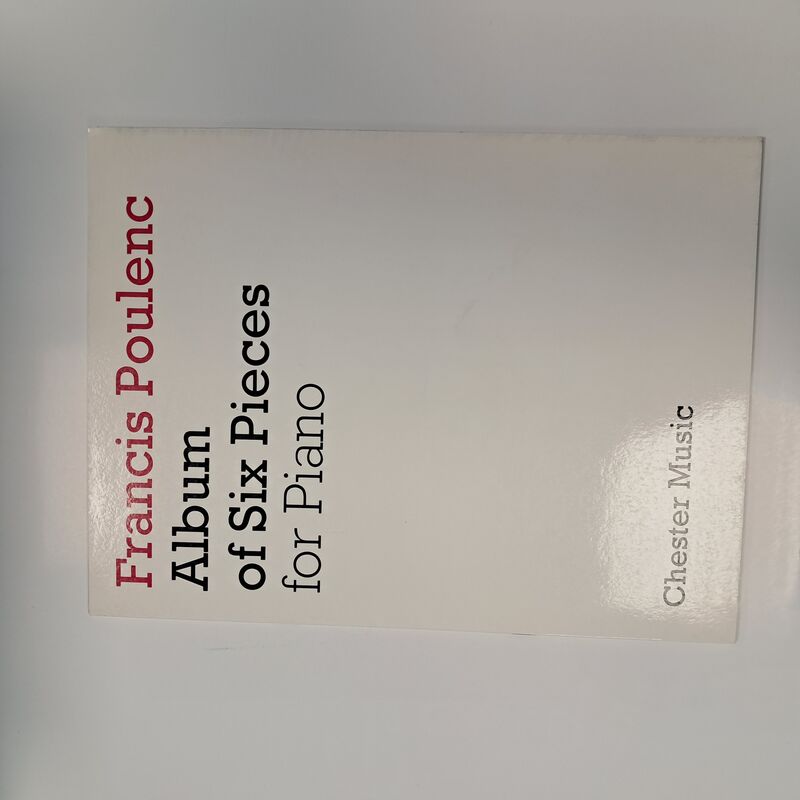 Francis Poulenc
Album
of Six Pieces
for Piano
Chester Music